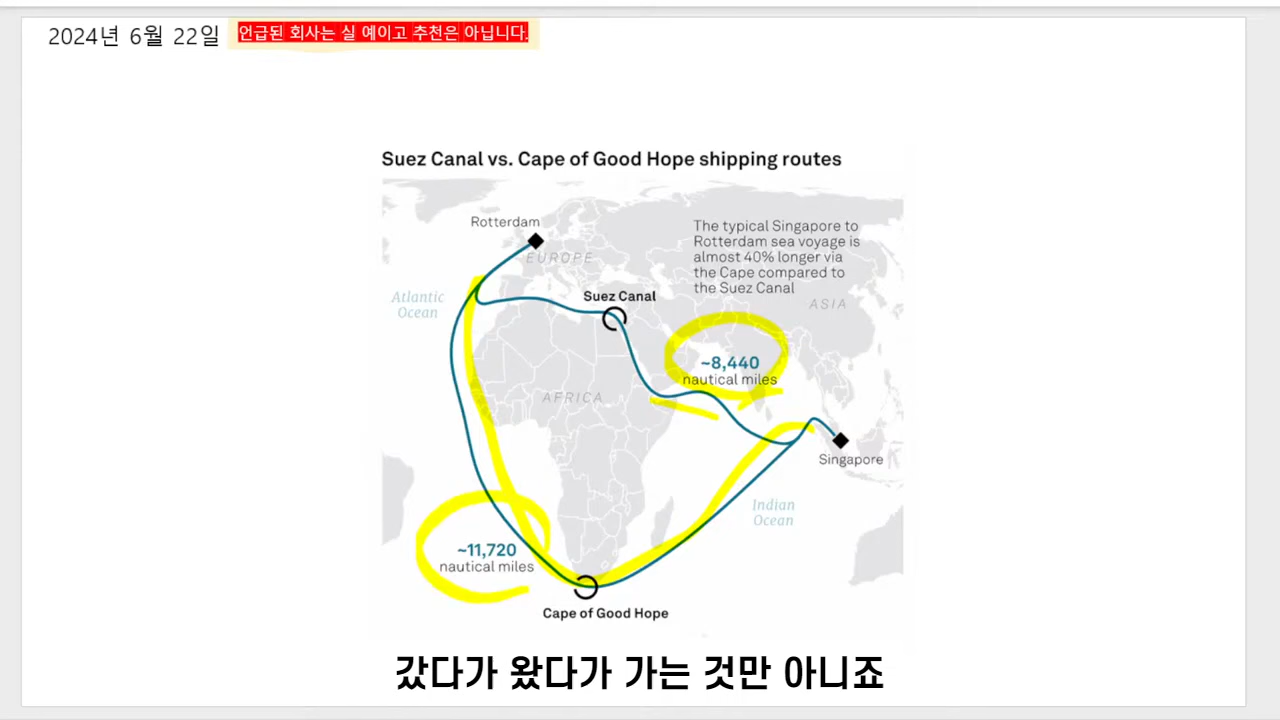 2024년 6월 22일
언급된 회사는 실 예이고 추천은 아닙니다.
Suez Canal vs. Cape of Good Hope shipping routes
Rotterdam
EUROPE
The typical Singapore to
Rotterdam sea voyage is
almost 40% longer via
the Cape compared to
the Suez Canal
Atlantic
Ocean
Suez Canal
ASIA
~8,440
nautical miles
AFRICA
Singapore
Indian
Ocean
~11,720
nautical miles
Cape of Good Hope
갔다가 왔다가 가는 것만 아니죠